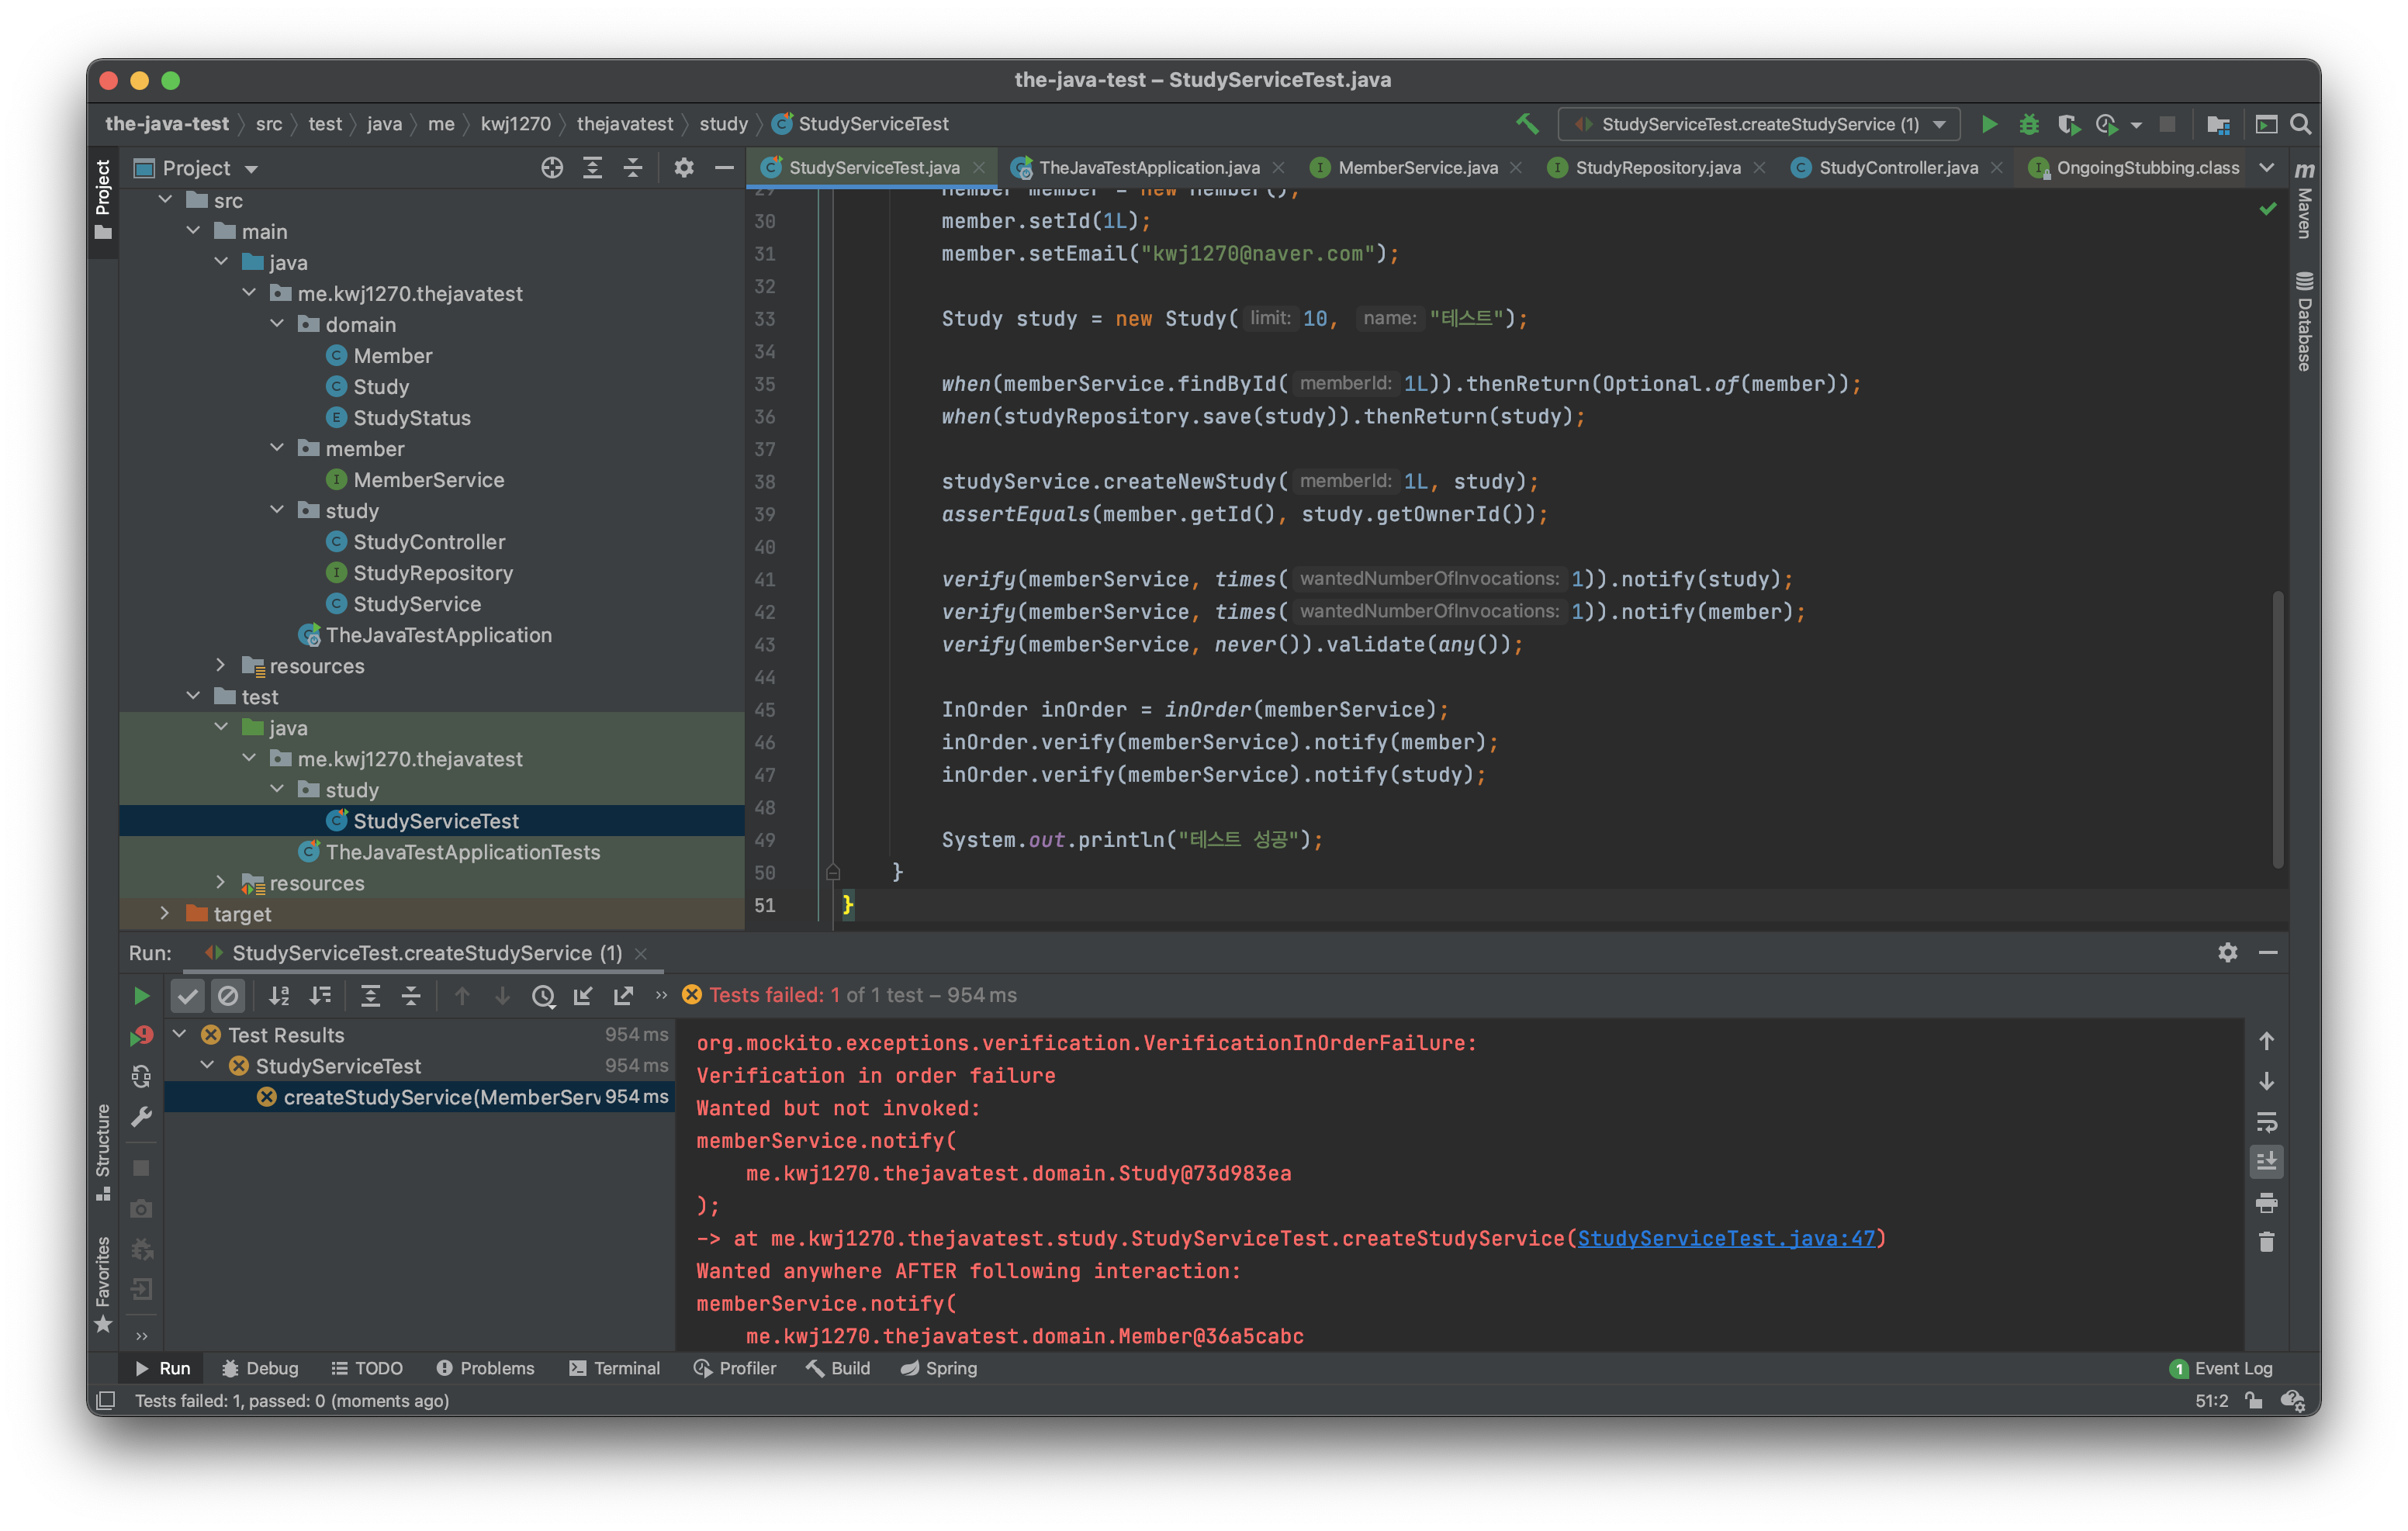 the-java-test – StudyServiceTest.java
the-java-test src test java me kwj1270 thejavatest study StudyServiceTest
StudyServiceTest.createStudyService (1)
Project
StudyServiceTest.java
TheJavaTestApplication.java
MemberService.java
StudyRepository.java
StudyController.java
OngoingStubbing.class
Project
Maven
Database
src
main
java
me.kwj1270.thejavatest
domain
Member
Study
StudyStatus
member
MemberService
study
StudyController
StudyRepository
StudyService
TheJavaTestApplication
resources
test
java
me.kwj1270.thejavatest
study
StudyServiceTest
TheJavaTestApplicationTests
resources
target
29 Member member = new Member();
30 member.setId(1L);
31 member.setEmail("kwj1270@naver.com");
32
33 Study study = new Study( limit: 10, name: "테스트");
34
35 when(memberService.findById( memberId: 1L)).thenReturn(Optional.of(member));
36 when(studyRepository.save(study)).thenReturn(study);
37
38 studyService.createNewStudy( memberId: 1L, study);
39 assertEquals(member.getId(), study.getOwnerId());
40
41 verify(memberService, times( wantedNumberOfInvocations: 1)).notify(study);
42 verify(memberService, times( wantedNumberOfInvocations: 1)).notify(member);
43 verify(memberService, never()).validate(any());
44
45 InOrder inOrder = inOrder(memberService);
46 inOrder.verify(memberService).notify(member);
47 inOrder.verify(memberService).notify(study);
48
49 System.out.println("테스트 성공");
50 }
51 }
Run: StudyServiceTest.createStudyService (1)
Tests failed: 1 of 1 test – 954 ms
Test Results 954 ms
StudyServiceTest 954 ms
createStudyService(MemberServ 954 ms
org.mockito.exceptions.verification.VerificationInOrderFailure:
Verification in order failure
Wanted but not invoked:
memberService.notify(
me.kwj1270.thejavatest.domain.Study@73d983ea
);
-> at me.kwj1270.thejavatest.study.StudyServiceTest.createStudyService(StudyServiceTest.java:47)
Wanted anywhere AFTER following interaction:
memberService.notify(
me.kwj1270.thejavatest.domain.Member@36a5cabc
Structure
Favorites
Run Debug TODO Problems Terminal Profiler Build Spring 1 Event Log
Tests failed: 1, passed: 0 (moments ago) 51:2